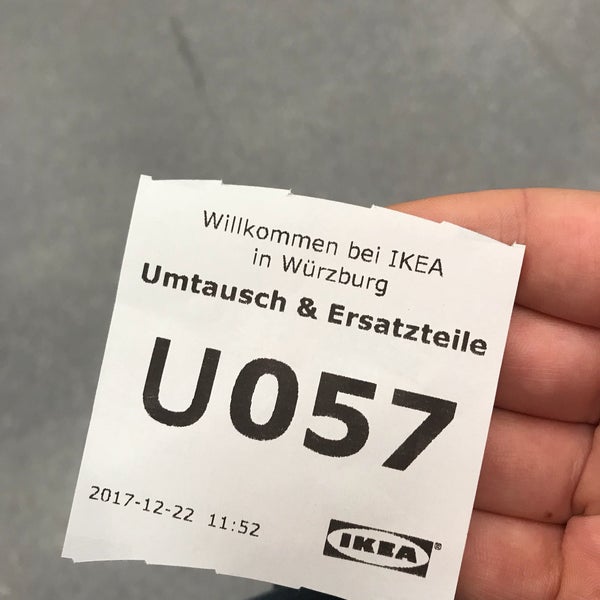 Willkommen bei IKEA
in Würzburg
Umtausch & Ersatzteile
U057
2017-12-22 11:52
IKEA®